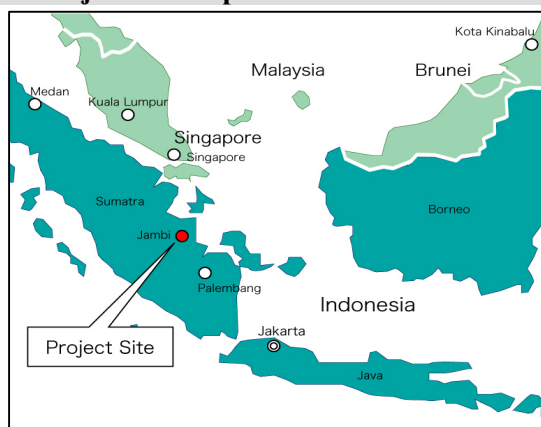 Kota Kinabalu
Malaysia
Brunei
Medan
Kuala Lumpur
Singapore
Singapore
Sumatra
Borneo
Jambi
Palembang
Indonesia
Project Site
Jakarta
Java